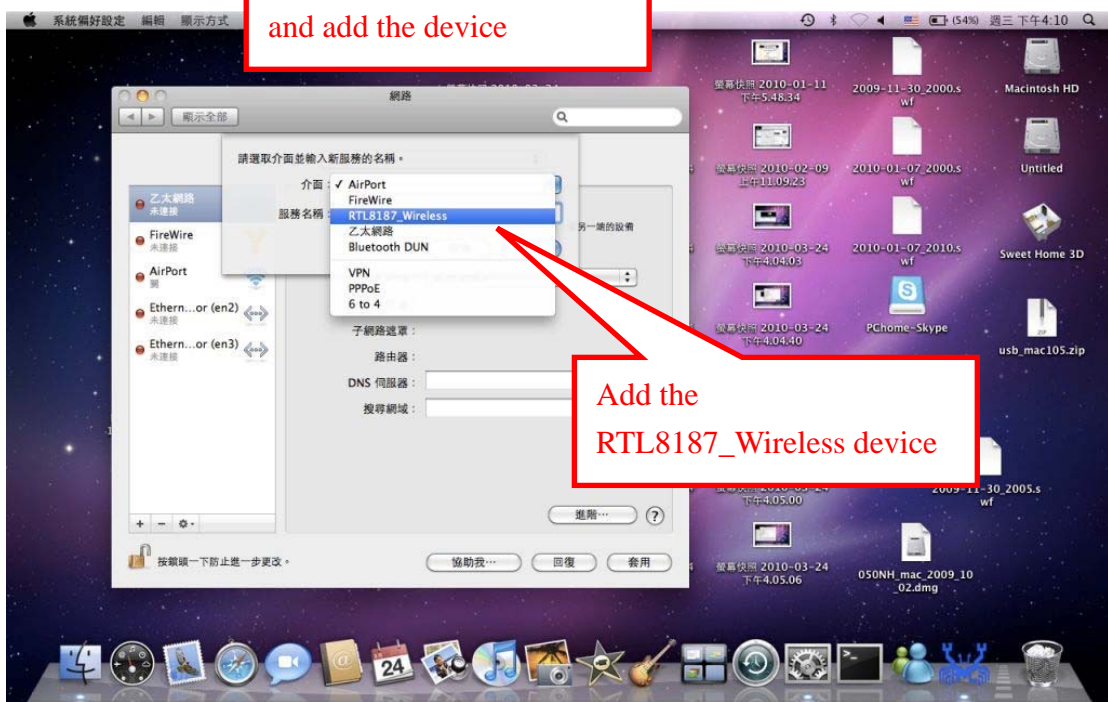 系統偏好設定 編輯 顯示方式
and add the device
(54%) 週三 下午4:10
網路
顯示全部
請選取介面並輸入新服務的名稱。
介面：
✓ AirPort
FireWire
RTL8187_Wireless
乙太網路
Bluetooth DUN
VPN
PPPoE
6 to 4
服務名稱：
另一端的設備
乙太網路
未連接
FireWire
未連接
AirPort
開
Ethern...or (en2)
未連接
Ethern...or (en3)
未連接
子網路遮罩：
路由器：
DNS 伺服器：
搜尋網域：
Add the
RTL8187_Wireless device
+ −
進階… ?
按鎖頭一下防止進一步更改。
協助我… 回復 套用
螢幕快照 2010-01-11
下午5.48.34
2009-11-30_2000.s
wf
Macintosh HD
螢幕快照 2010-02-09
上午11.09.23
2010-01-07_2000.s
wf
Untitled
螢幕快照 2010-03-24
下午4.04.03
2010-01-07_2010.s
wf
Sweet Home 3D
螢幕快照 2010-03-24
下午4.04.40
PChome-Skype
ZIP
usb_mac105.zip
下午4.05.00
2009-11-30_2005.s
wf
螢幕快照 2010-03-24
下午4.05.06
050NH_mac_2009_10
_02.dmg
24